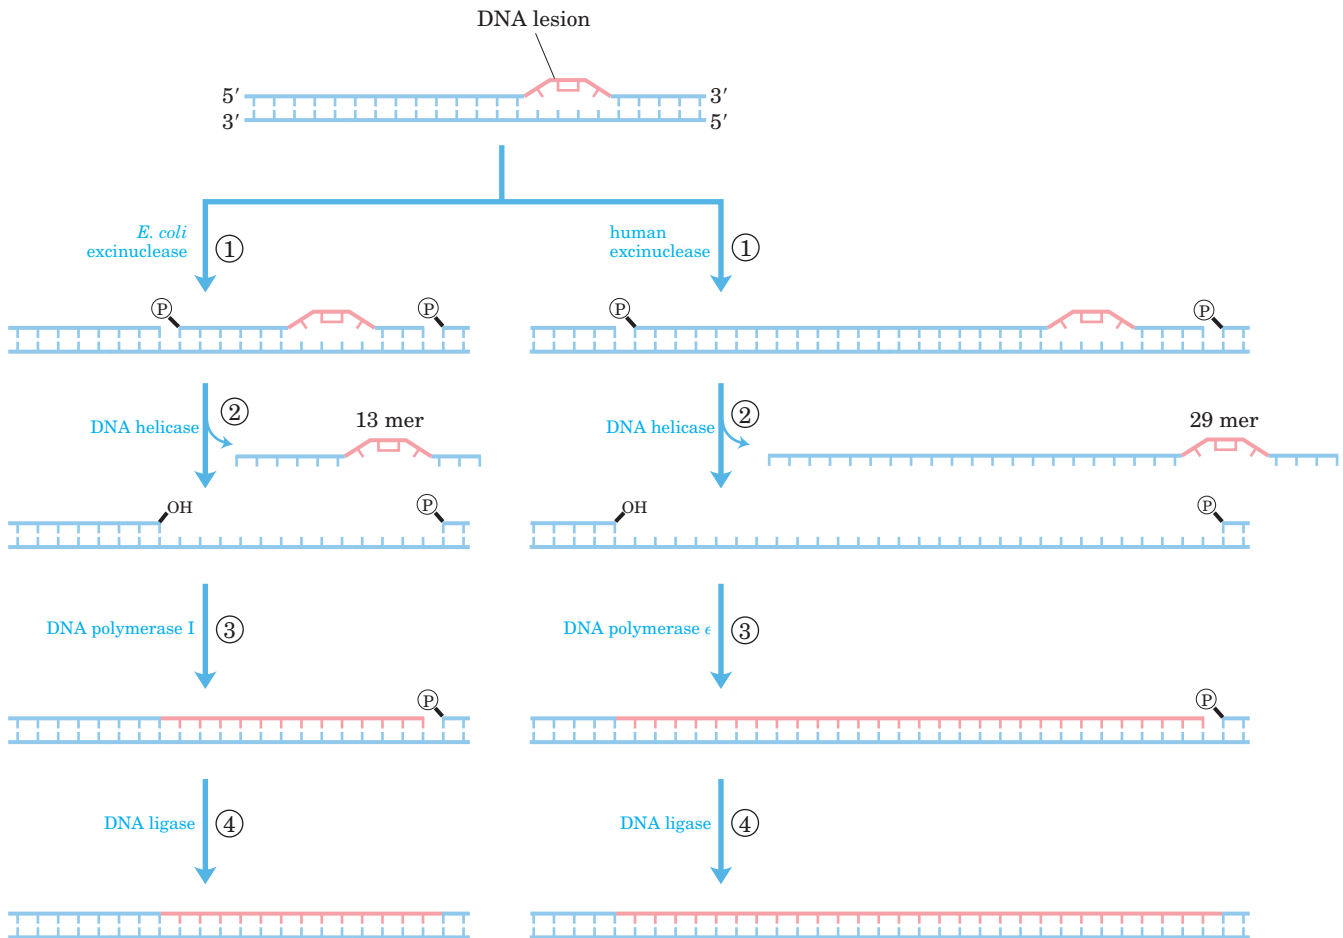 DNA lesion
5′ 3′
3′ 5′
E. coli
excinuclease
1
human
excinuclease
1
P P P P
DNA helicase
2
13 mer
DNA helicase
2
29 mer
OH P OH P
DNA polymerase I
3
DNA polymerase ϵ
3
P P
DNA ligase
4
DNA ligase
4